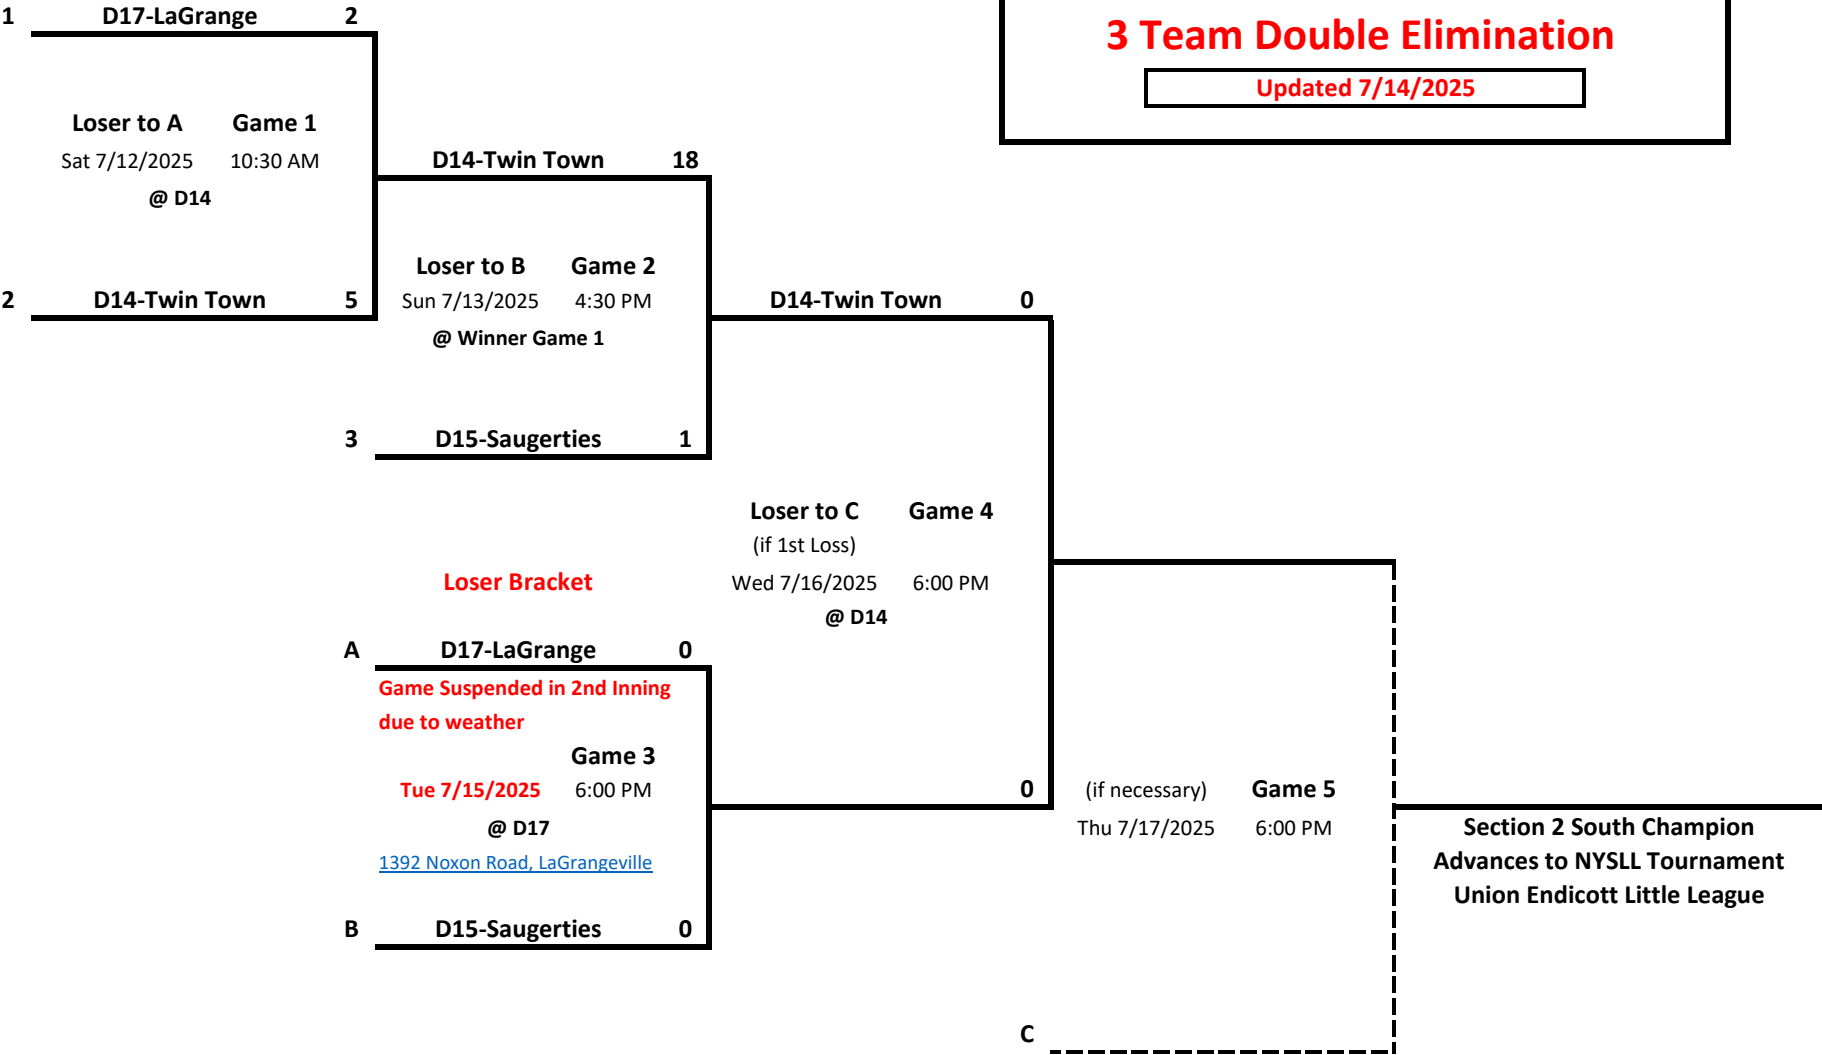 1 D17-LaGrange 2
3 Team Double Elimination
Updated 7/14/2025
Loser to A Game 1
Sat 7/12/2025 10:30 AM
@ D14
D14-Twin Town 18
Loser to B Game 2
2 D14-Twin Town 5
Sun 7/13/2025 4:30 PM
@ Winner Game 1
D14-Twin Town 0
3 D15-Saugerties 1
Loser to C Game 4
(if 1st Loss)
Wed 7/16/2025 6:00 PM
@ D14
Loser Bracket
A D17-LaGrange 0
Game Suspended in 2nd Inning
due to weather
Game 3
Tue 7/15/2025 6:00 PM
@ D17
1392 Noxon Road, LaGrangeville
B D15-Saugerties 0
0
(if necessary) Game 5
Thu 7/17/2025 6:00 PM
Section 2 South Champion
Advances to NYSLL Tournament
Union Endicott Little League
C